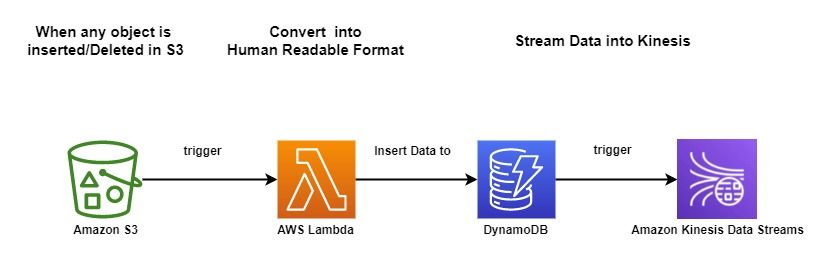 When any object is
inserted/Deleted in S3
Convert into
Human Readable Format
Stream Data into Kinesis
trigger
Insert Data to
trigger
Amazon S3
AWS Lambda
DynamoDB
Amazon Kinesis Data Streams